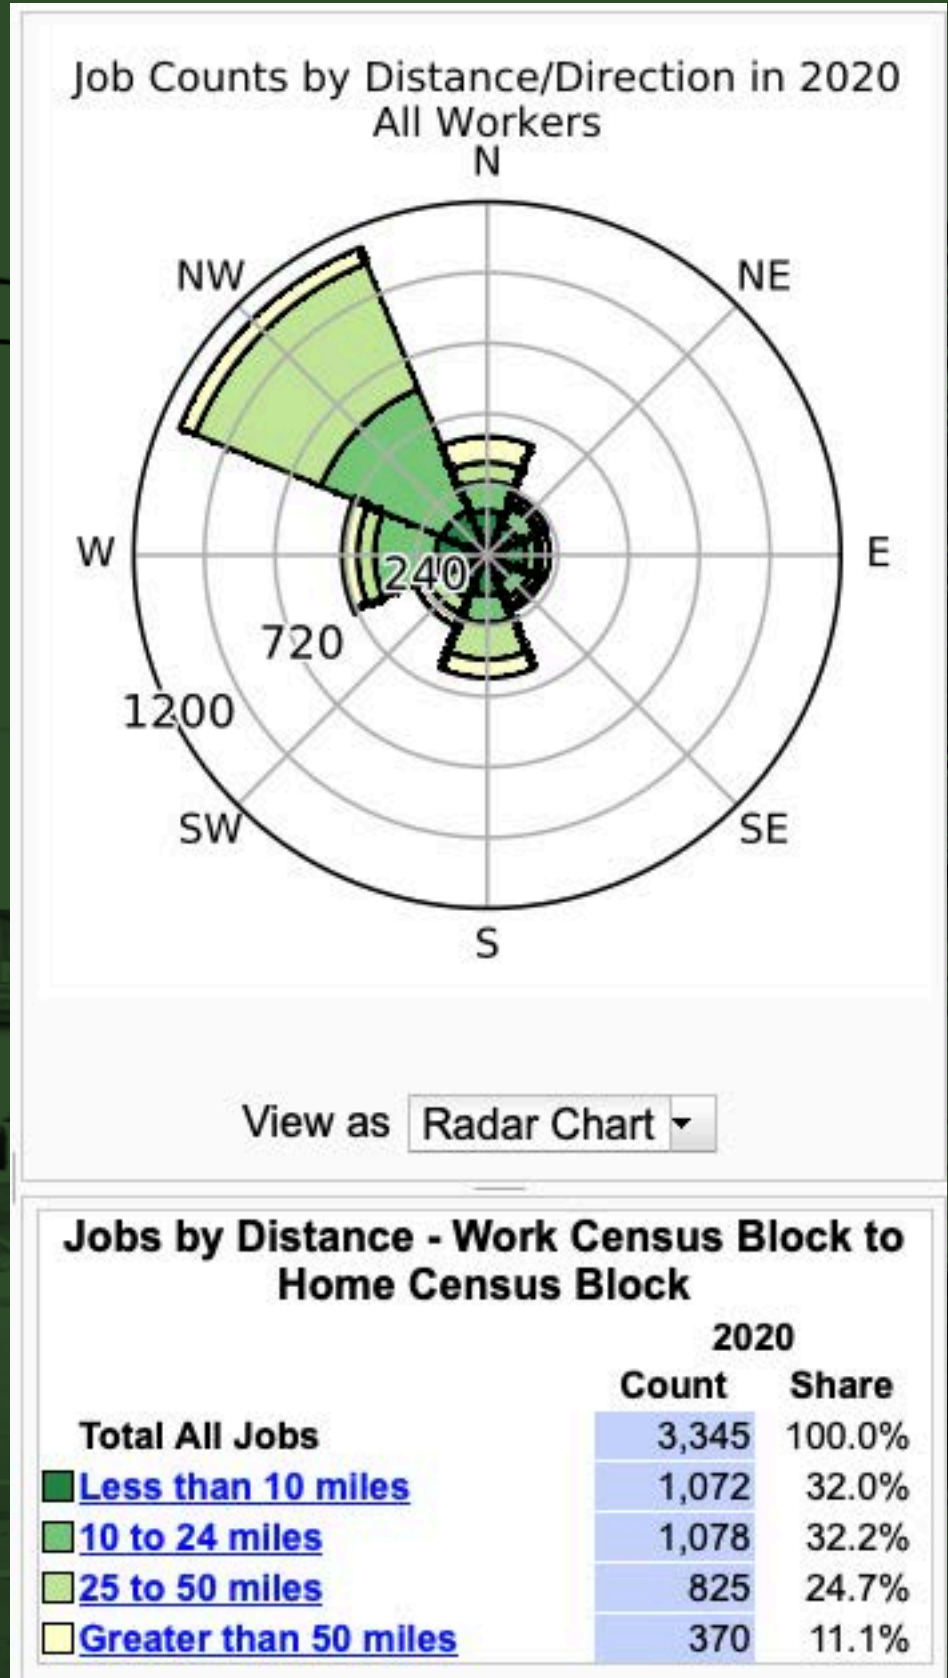 Job Counts by Distance/Direction in 2020
All Workers
N
NW
NE
W
240
E
720
1200
SW
SE
S
View as Radar Chart
Jobs by Distance - Work Census Block to
Home Census Block
2020
Count Share
Total All Jobs 3,345 100.0%
Less than 10 miles 1,072 32.0%
10 to 24 miles 1,078 32.2%
25 to 50 miles 825 24.7%
Greater than 50 miles 370 11.1%